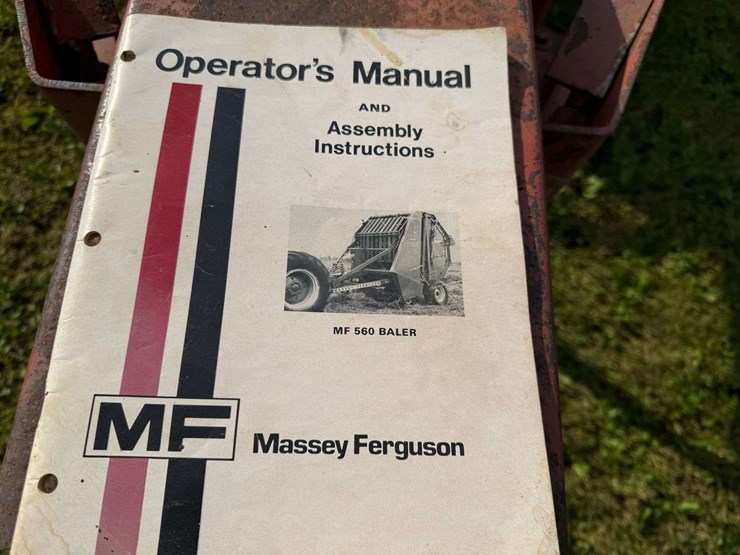 Operator's Manual
AND
Assembly
Instructions
MF 560 BALER
MF
Massey Ferguson